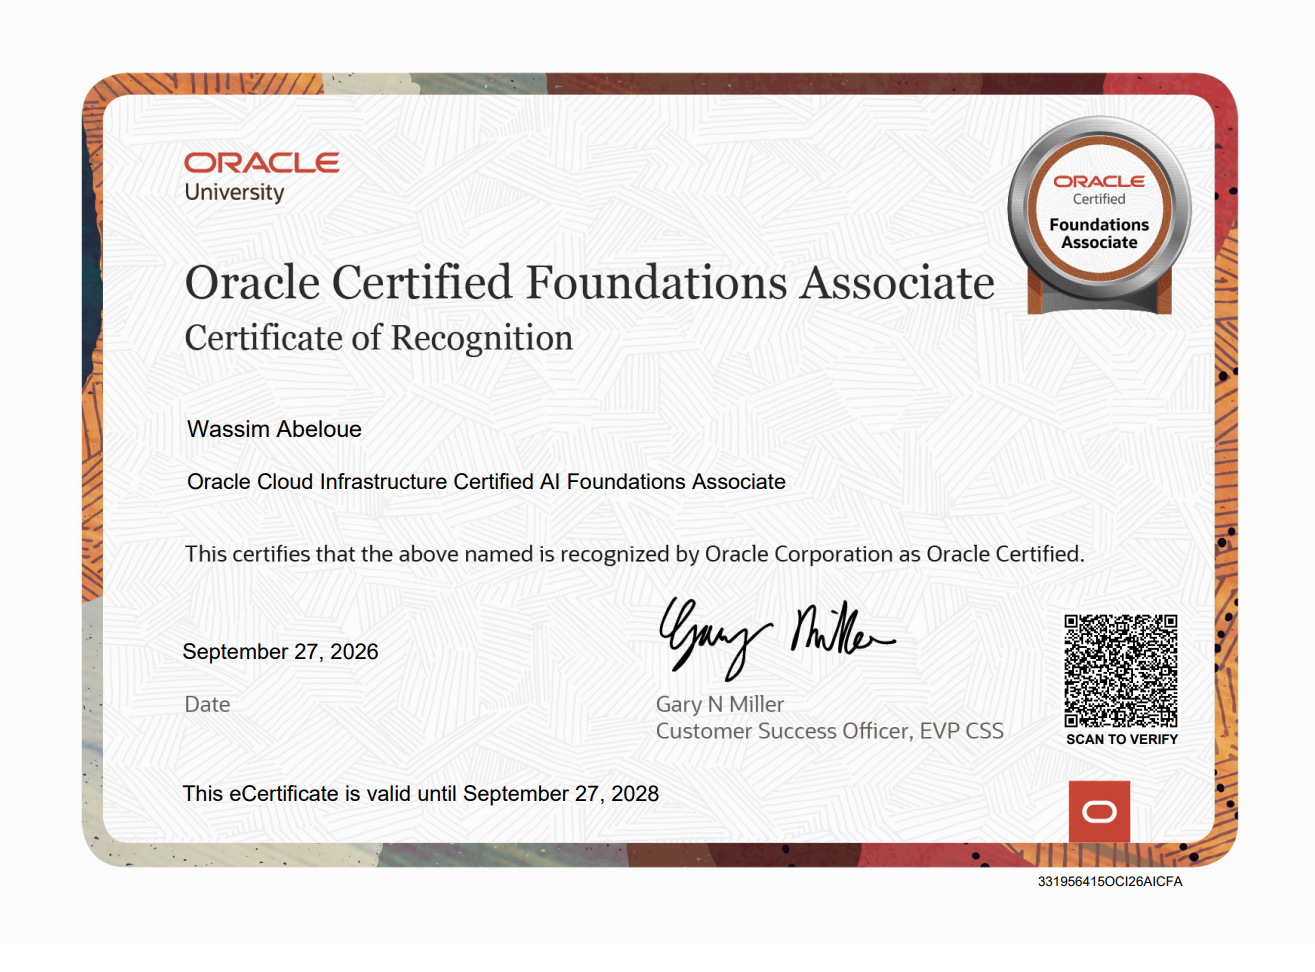 ORACLE
University
ORACLE
Certified
Foundations
Associate
Oracle Certified Foundations Associate
Certificate of Recognition
Wassim Abeloue
Oracle Cloud Infrastructure Certified AI Foundations Associate
This certifies that the above named is recognized by Oracle Corporation as Oracle Certified.
September 27, 2026
Date
Gary Miller
Gary N Miller
Customer Success Officer, EVP CSS
SCAN TO VERIFY
This eCertificate is valid until September 27, 2028
331956415OCI26AICFA